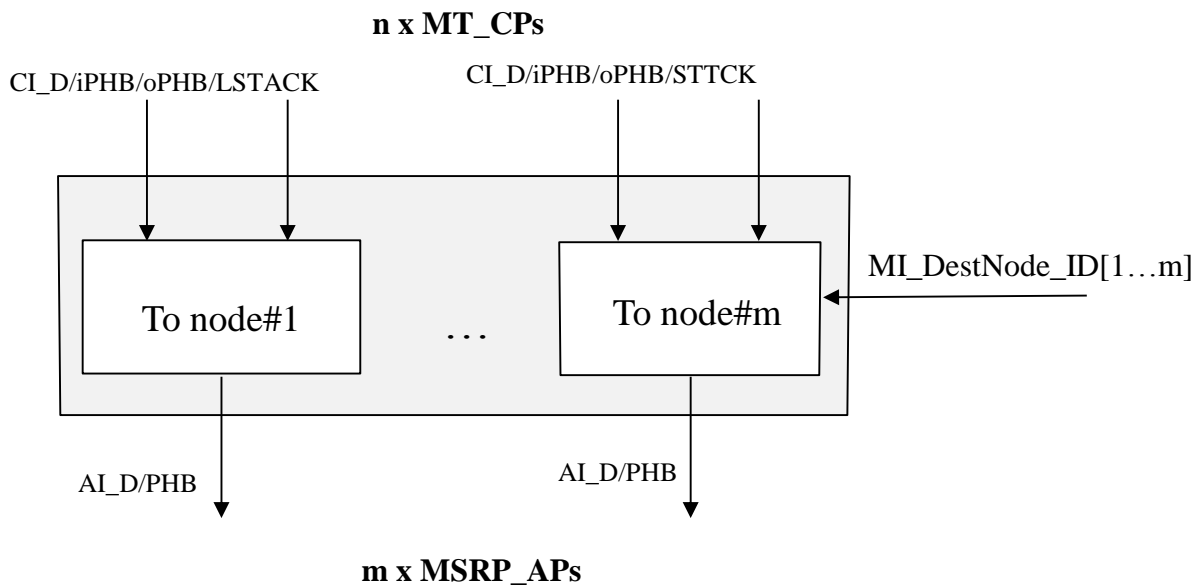 n x MT_CPs
CI_D/iPHB/oPHB/LSTACK
CI_D/iPHB/oPHB/STTCK
MI_DestNode_ID[1…m]
To node#1
…
To node#m
AI_D/PHB
AI_D/PHB
m x MSRP_APs